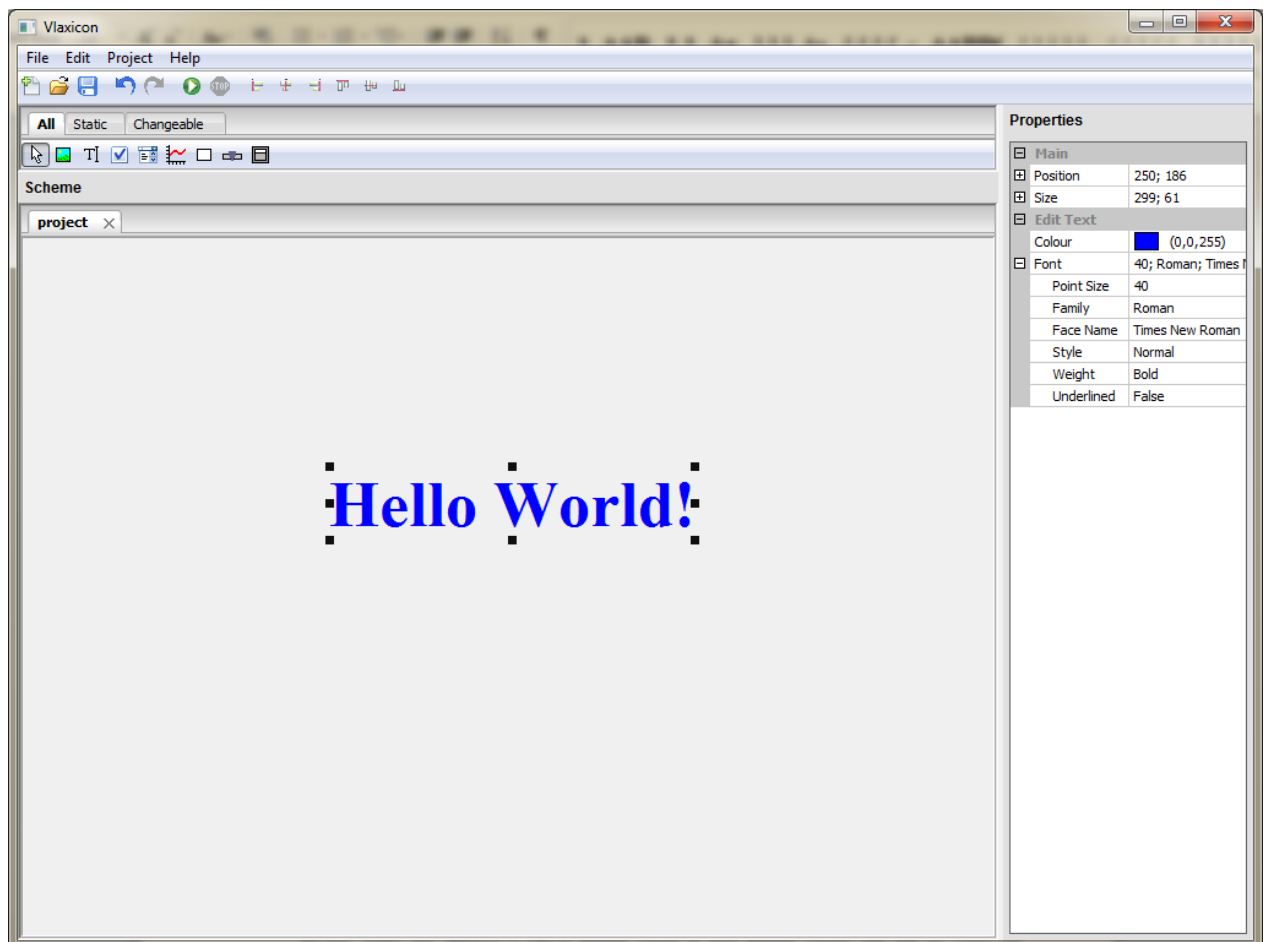 Vlaxicon
File Edit Project Help
STOP
All Static Changeable
TI
Scheme
project
Hello World!
Properties
Main
Position 250; 186
Size 299; 61
Edit Text
Colour (0,0,255)
Font 40; Roman; Times
Point Size 40
Family Roman
Face Name Times New Roman
Style Normal
Weight Bold
Underlined False